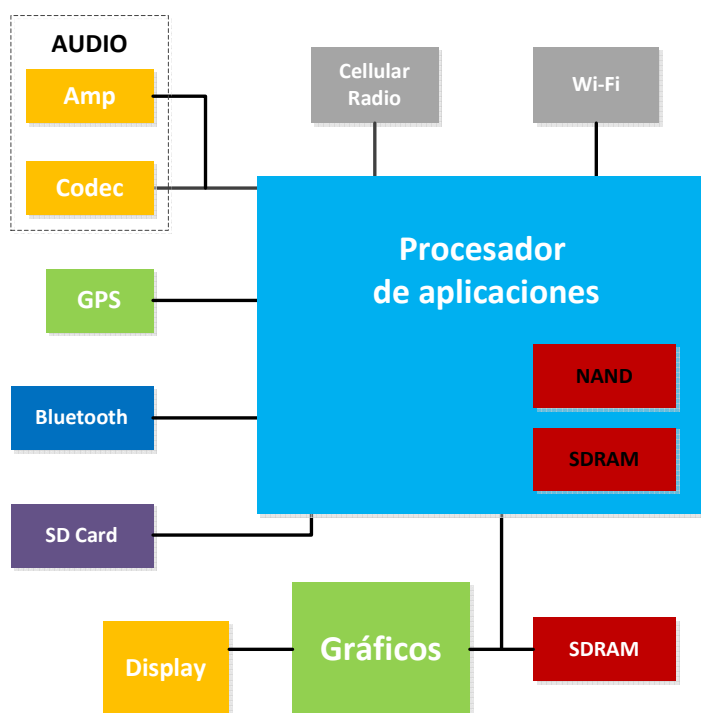 AUDIO
Amp
Codec
Cellular
Radio
Wi-Fi
Procesador
de aplicaciones
GPS
NAND
Bluetooth
SDRAM
SD Card
Gráficos
Display
SDRAM